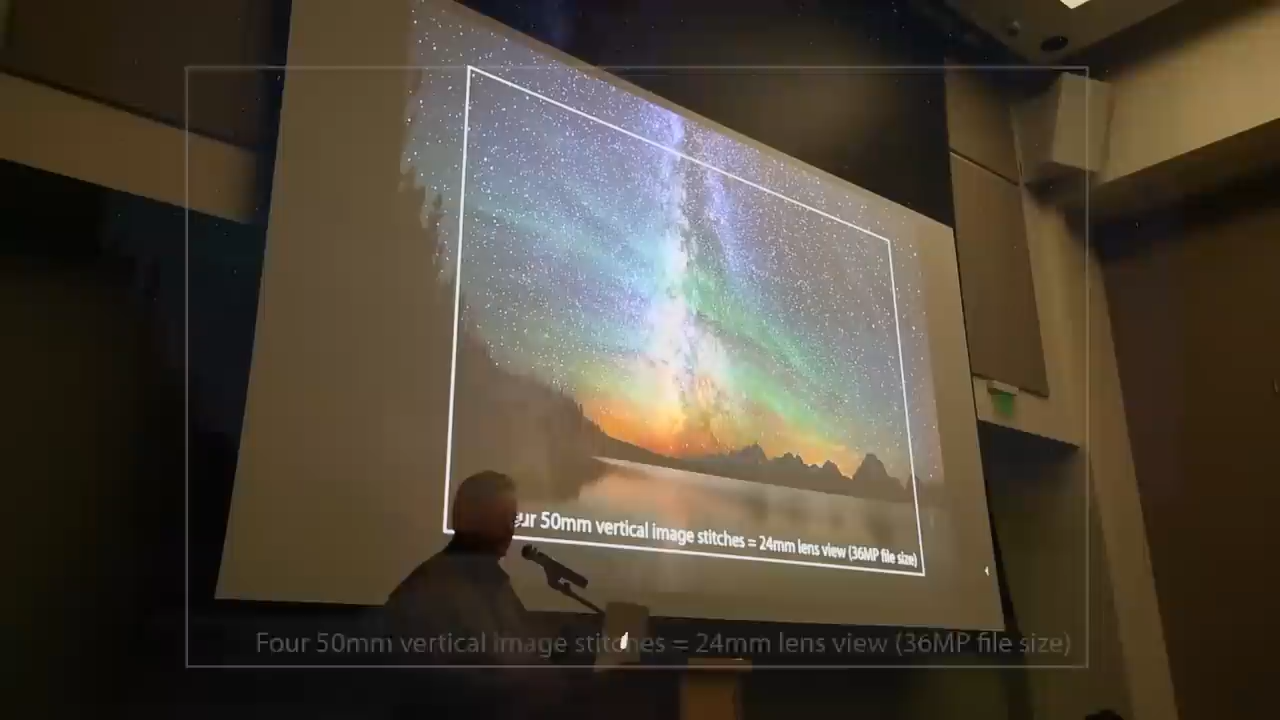 ur 50mm vertical image stitches = 24mm lens view (36MP file size)
Four 50mm vertical image stitches = 24mm lens view (36MP file size)